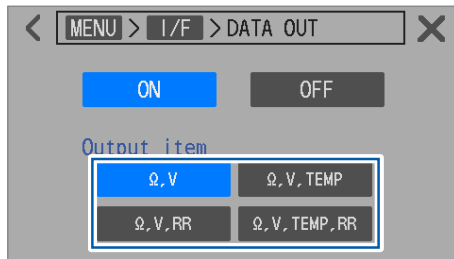 MENU > I/F > DATA OUT
ON OFF
Output item
Ω,V Ω,V,TEMP
Ω,V,RR Ω,V,TEMP,RR